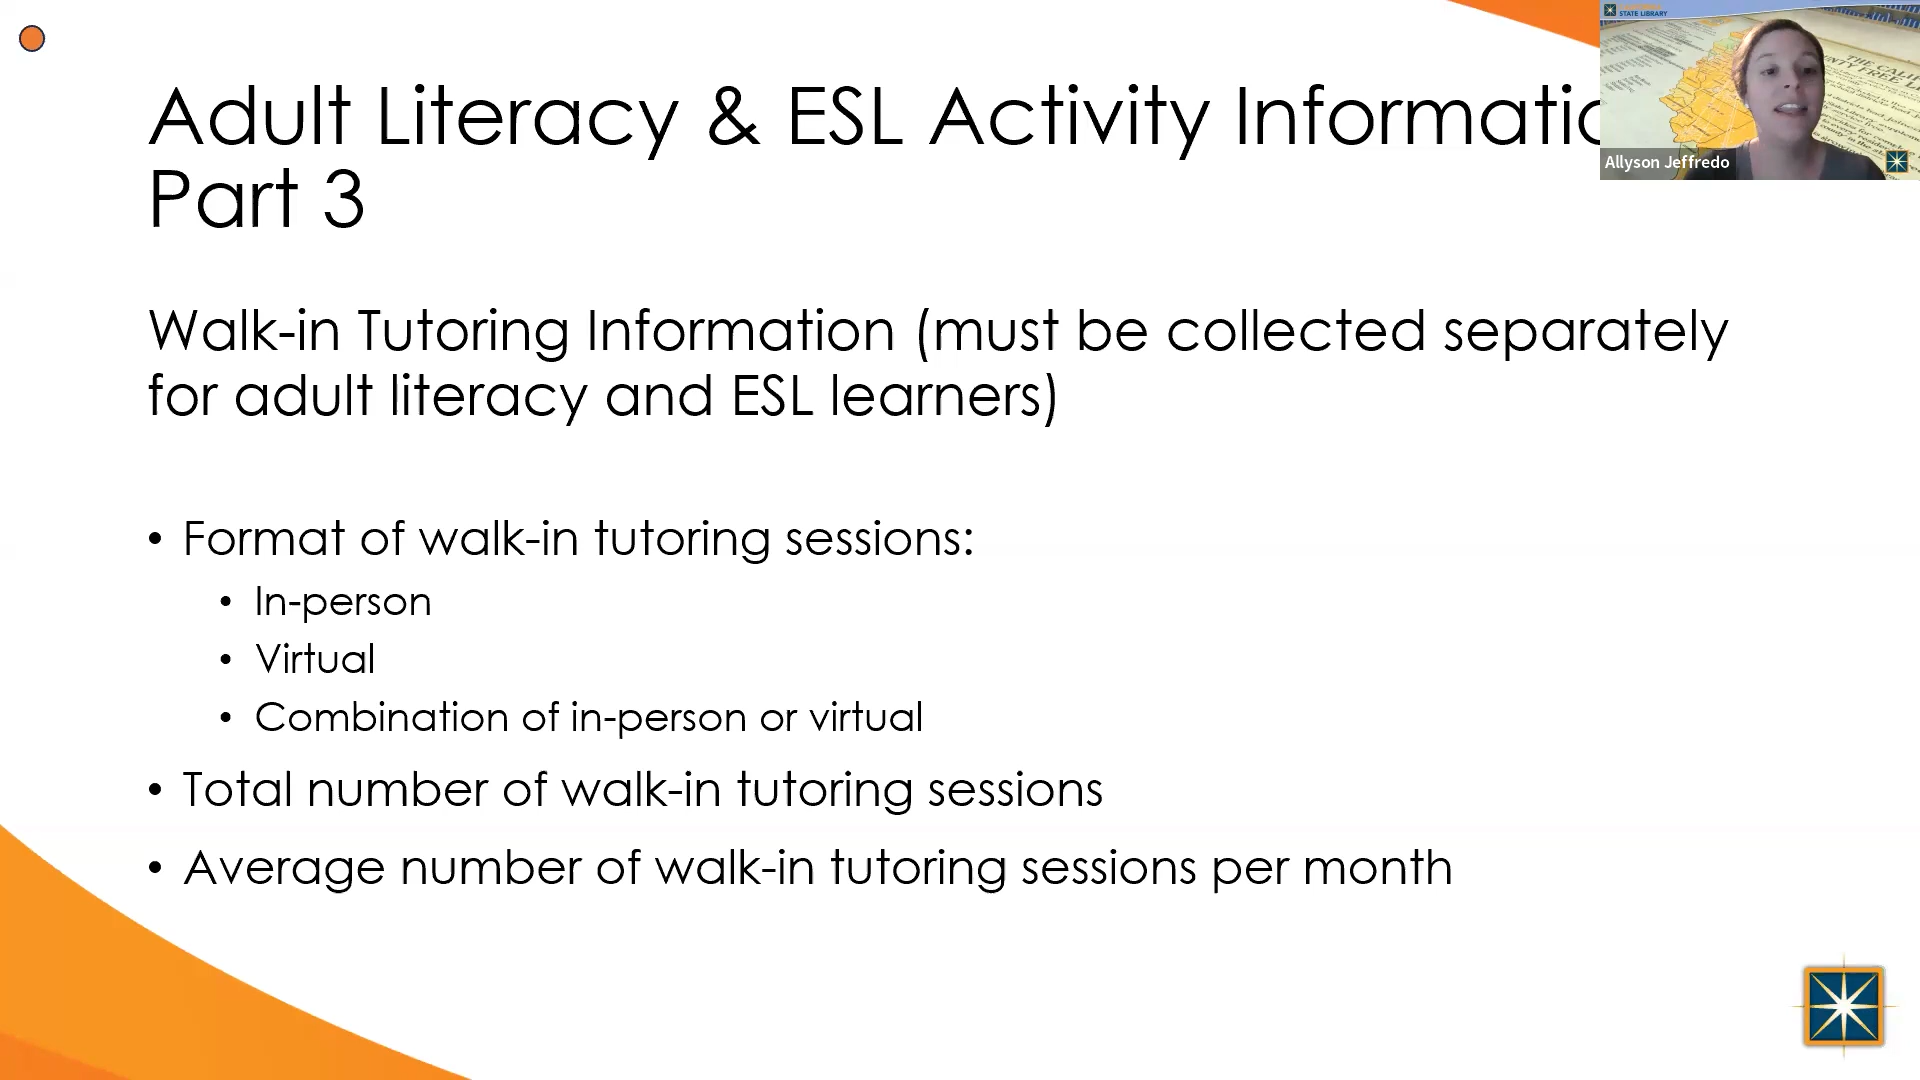 Adult Literacy & ESL Activity Informatio
Part 3
STATE LIBRARY
Allyson Jeffredo
Walk-in Tutoring Information (must be collected separately
for adult literacy and ESL learners)
• Format of walk-in tutoring sessions:
• In-person
• Virtual
• Combination of in-person or virtual
• Total number of walk-in tutoring sessions
• Average number of walk-in tutoring sessions per month